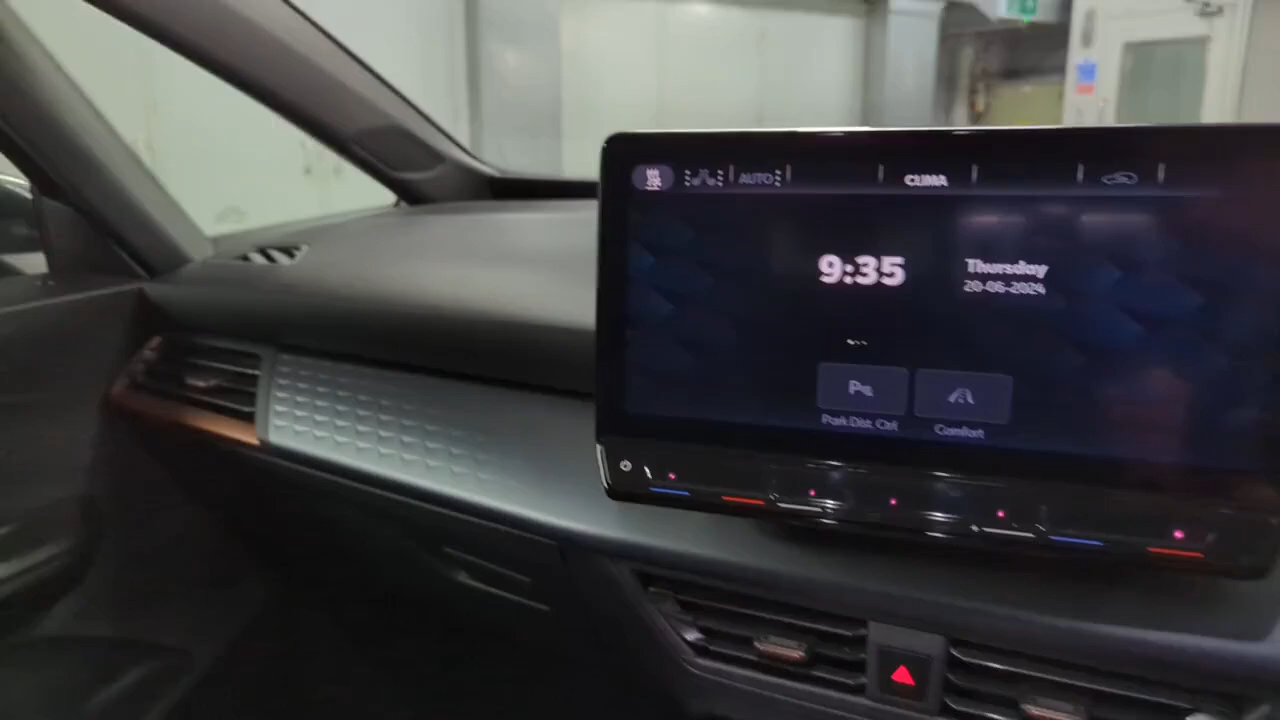 AUTO
CLIMA
9:35
Thursday
20-06-2024
Park Dist. Ctrl
Comfort